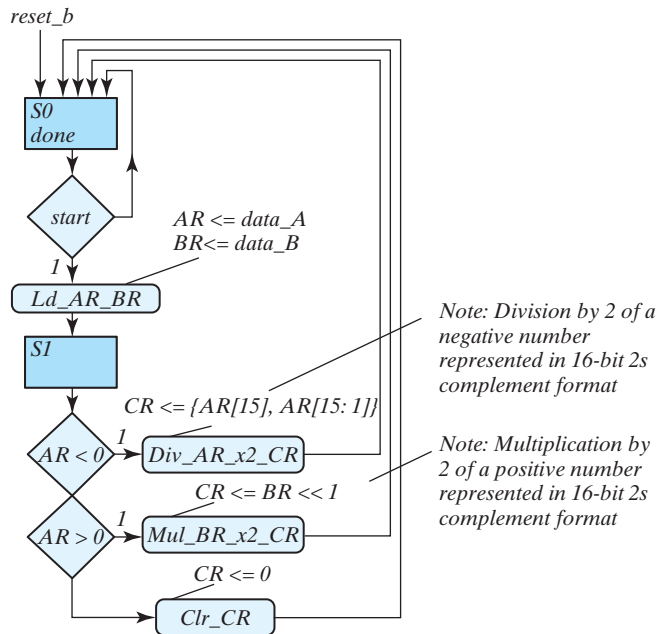 reset_b
S0
done
start
AR <= data_A
BR<= data_B
1
Ld_AR_BR
S1
Note: Division by 2 of a
negative number
represented in 16-bit 2s
complement format
CR <= {AR[15], AR[15: 1]}
AR < 0
1
Div_AR_x2_CR
Note: Multiplication by
2 of a positive number
represented in 16-bit 2s
complement format
CR <= BR << 1
AR > 0
1
Mul_BR_x2_CR
CR <= 0
Clr_CR